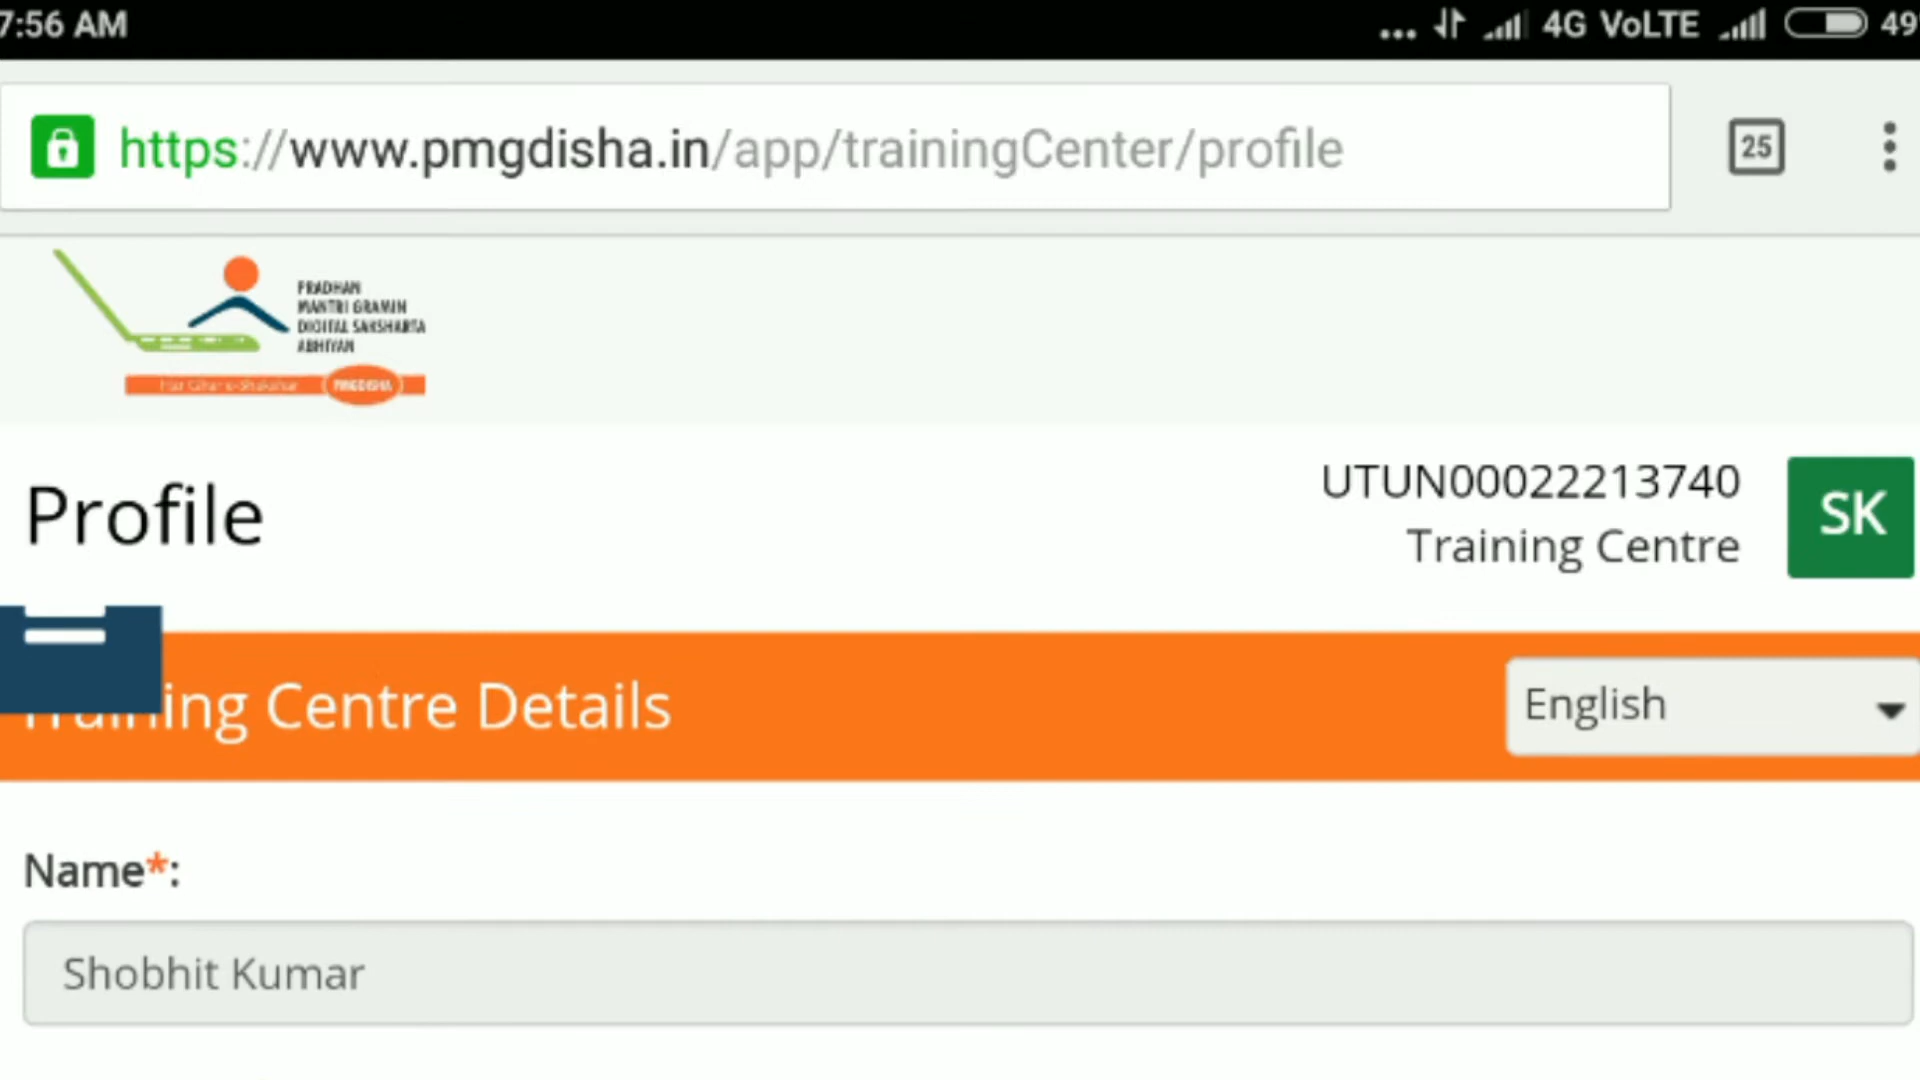 7:56 AM
4G VoLTE 49
https://www.pmgdisha.in/app/trainingCenter/profile
25
PRADHAN
MANTRI GRAMIN
DIGITAL SAKSHARTA
ABHIYAN
PMGDISHA
Profile
UTUN00022213740
Training Centre
SK
Training Centre Details
English
Name*:
Shobhit Kumar